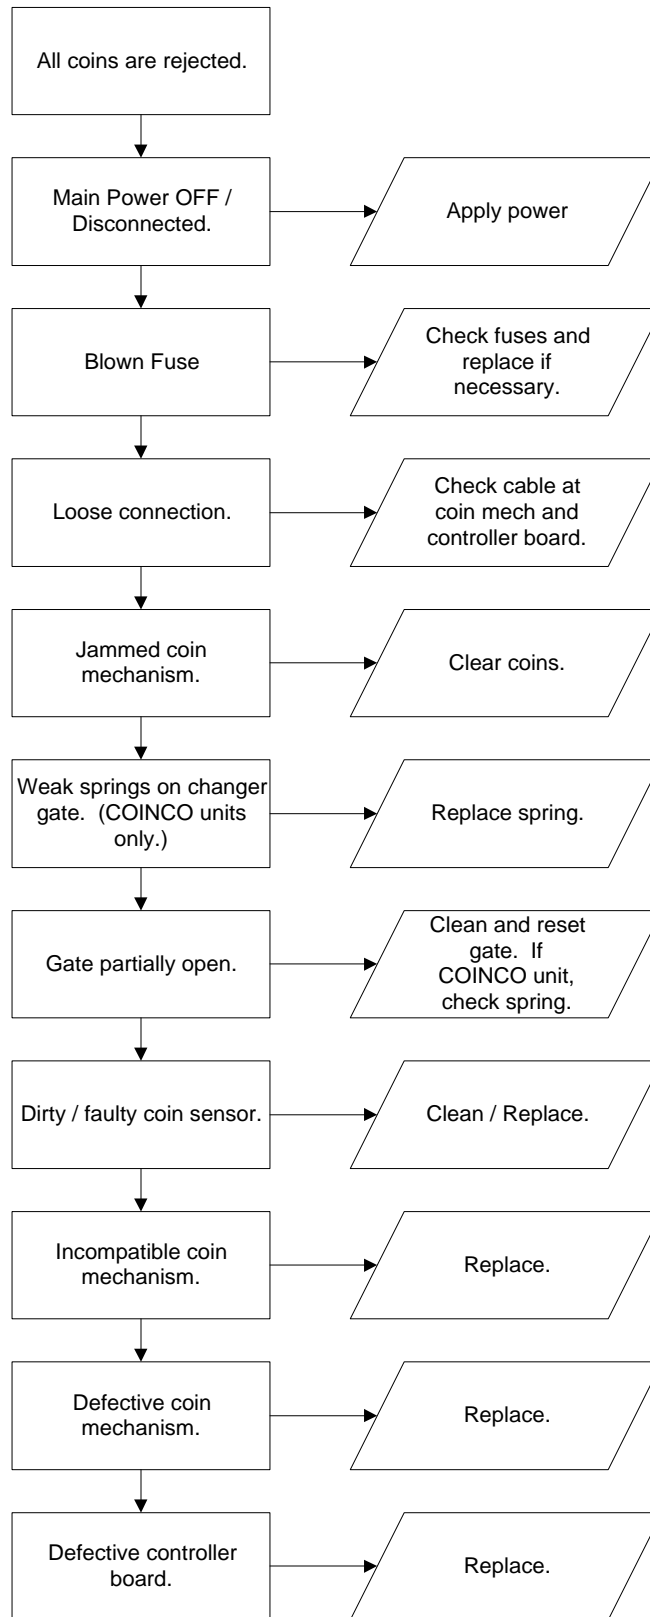 All coins are rejected.
Main Power OFF /
Disconnected.
Apply power
Blown Fuse
Check fuses and
replace if
necessary.
Loose connection.
Check cable at
coin mech and
controller board.
Jammed coin
mechanism.
Clear coins.
Weak springs on changer
gate.  (COINCO units
only.)
Replace spring.
Gate partially open.
Clean and reset
gate.  If
COINCO unit,
check spring.
Dirty / faulty coin sensor.
Clean / Replace.
Incompatible coin
mechanism.
Replace.
Defective coin
mechanism.
Replace.
Defective controller
board.
Replace.